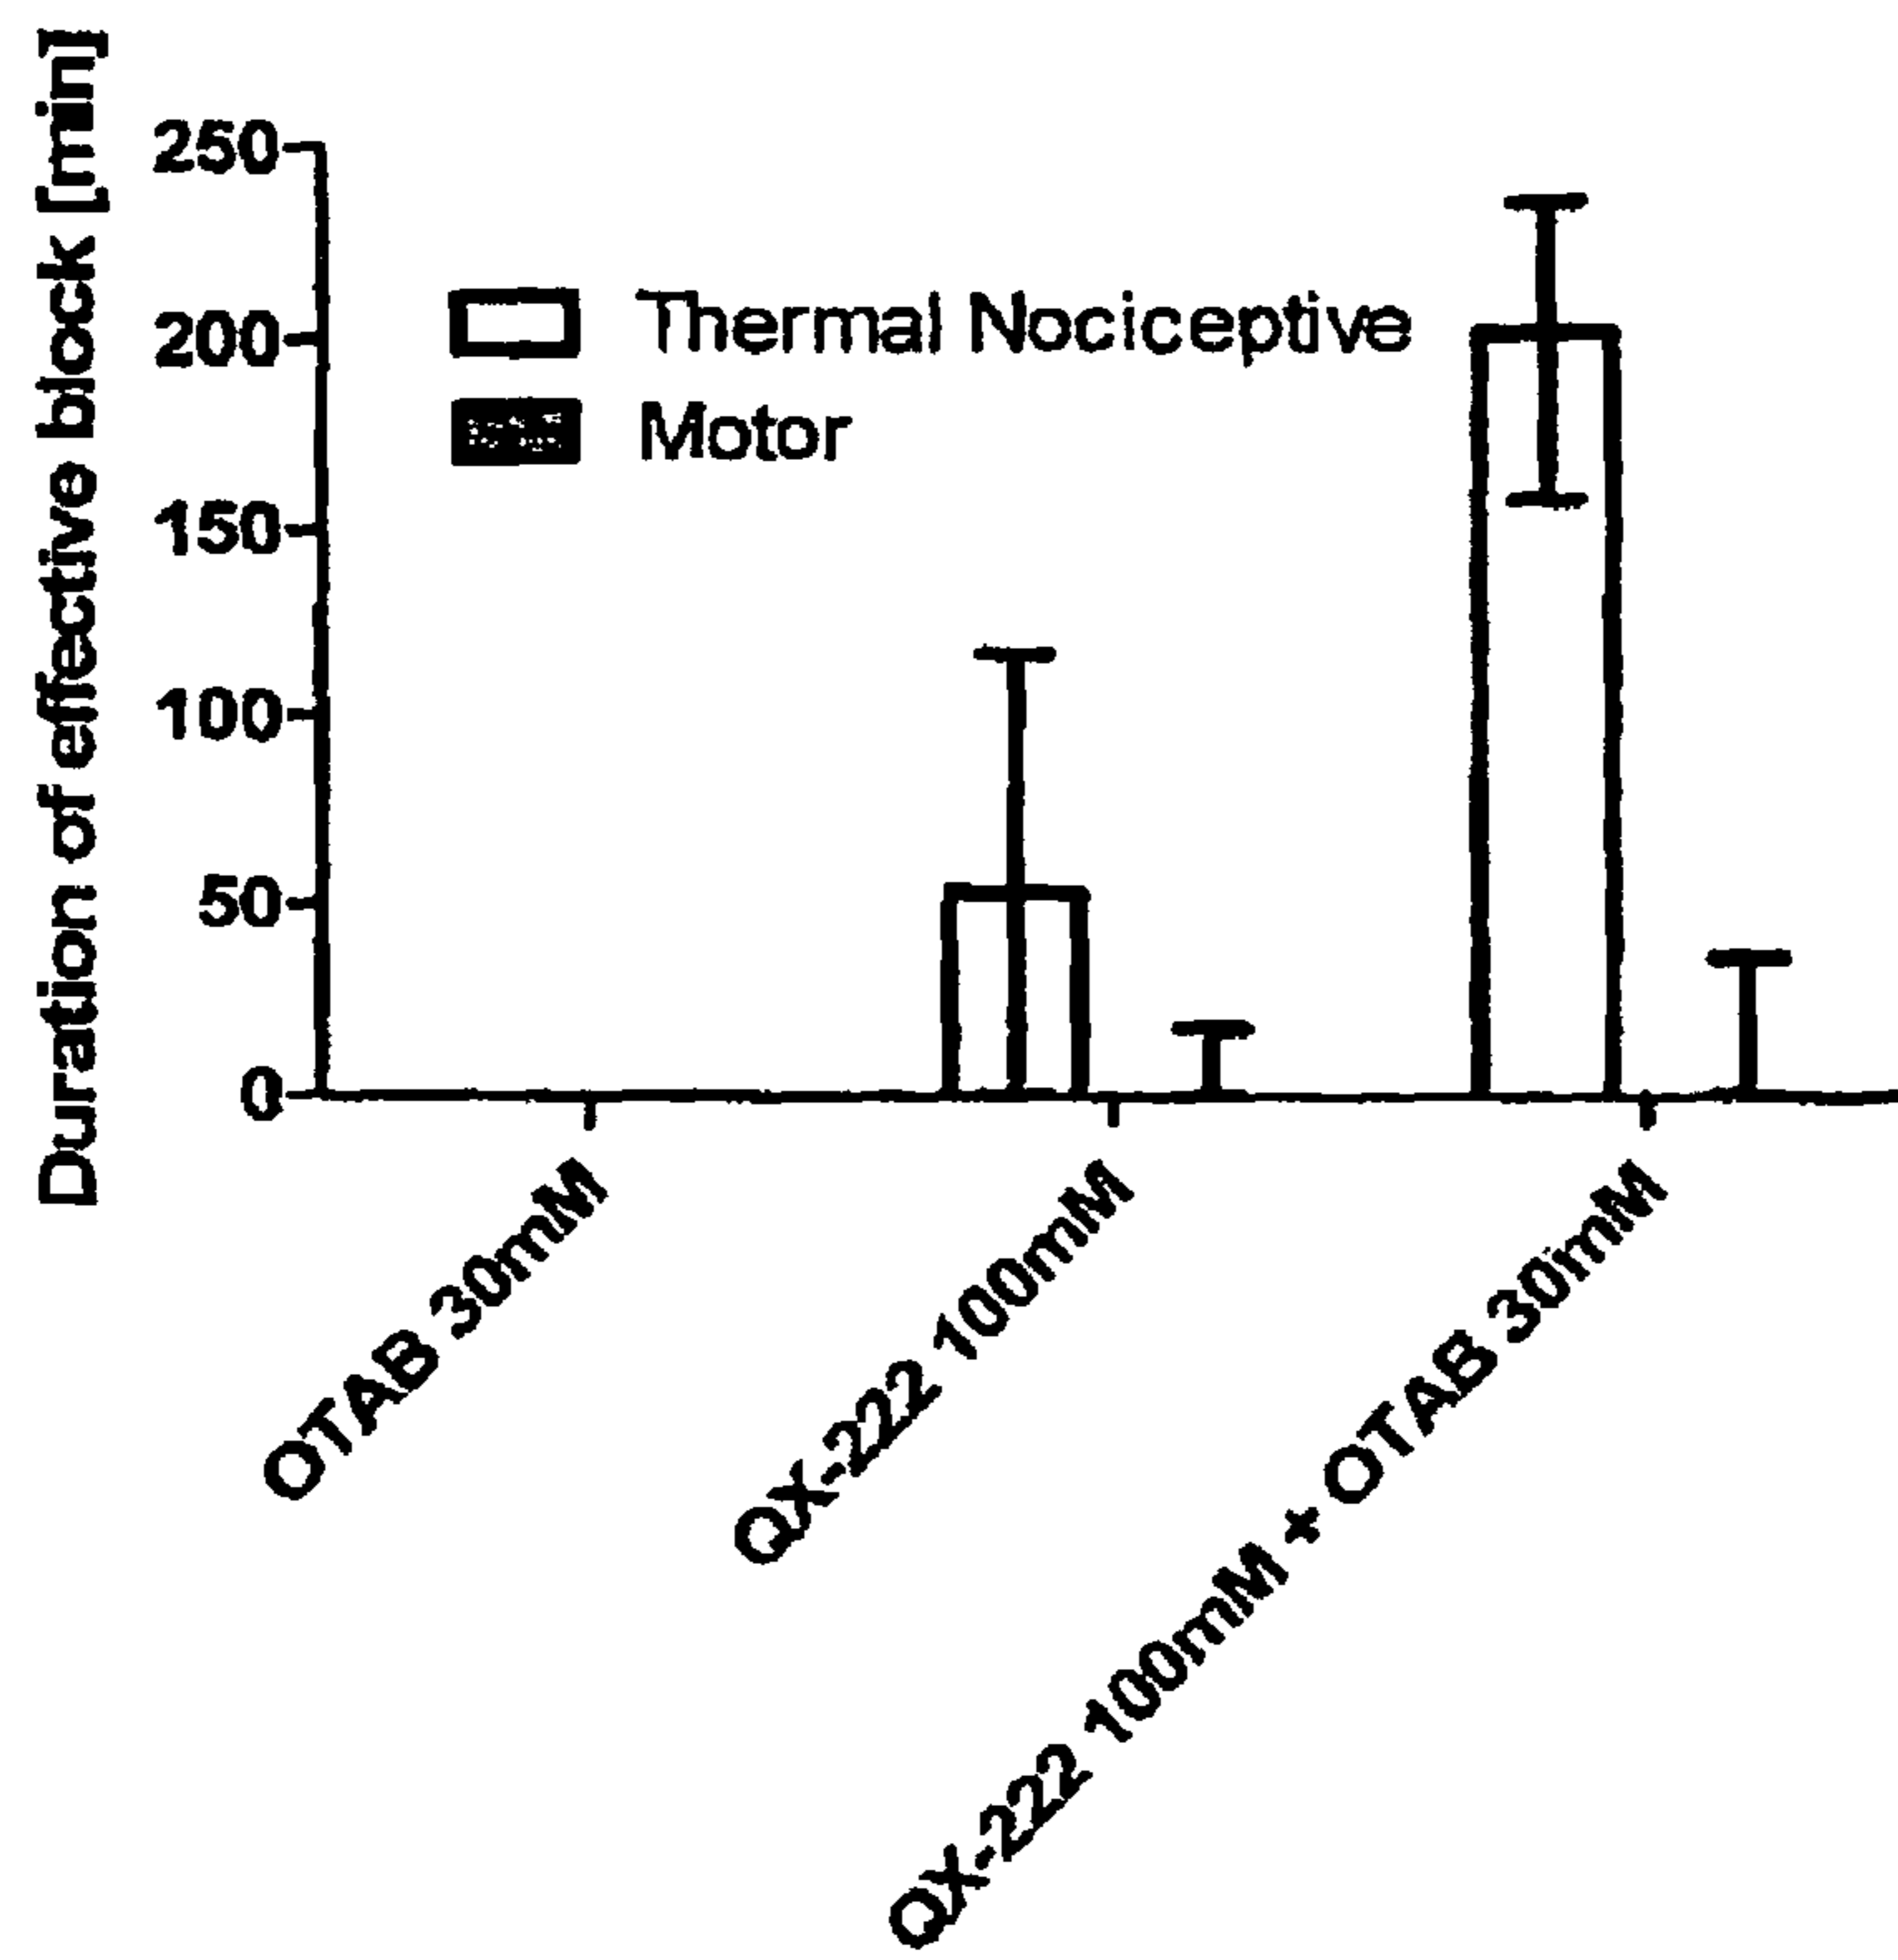 Duration of effective block [min]
250
200
150
100
50
0
Thermal Nociceptive
Motor
OTAB 30mM
QX-222 100mM
QX-222 100mM + OTAB 30mM